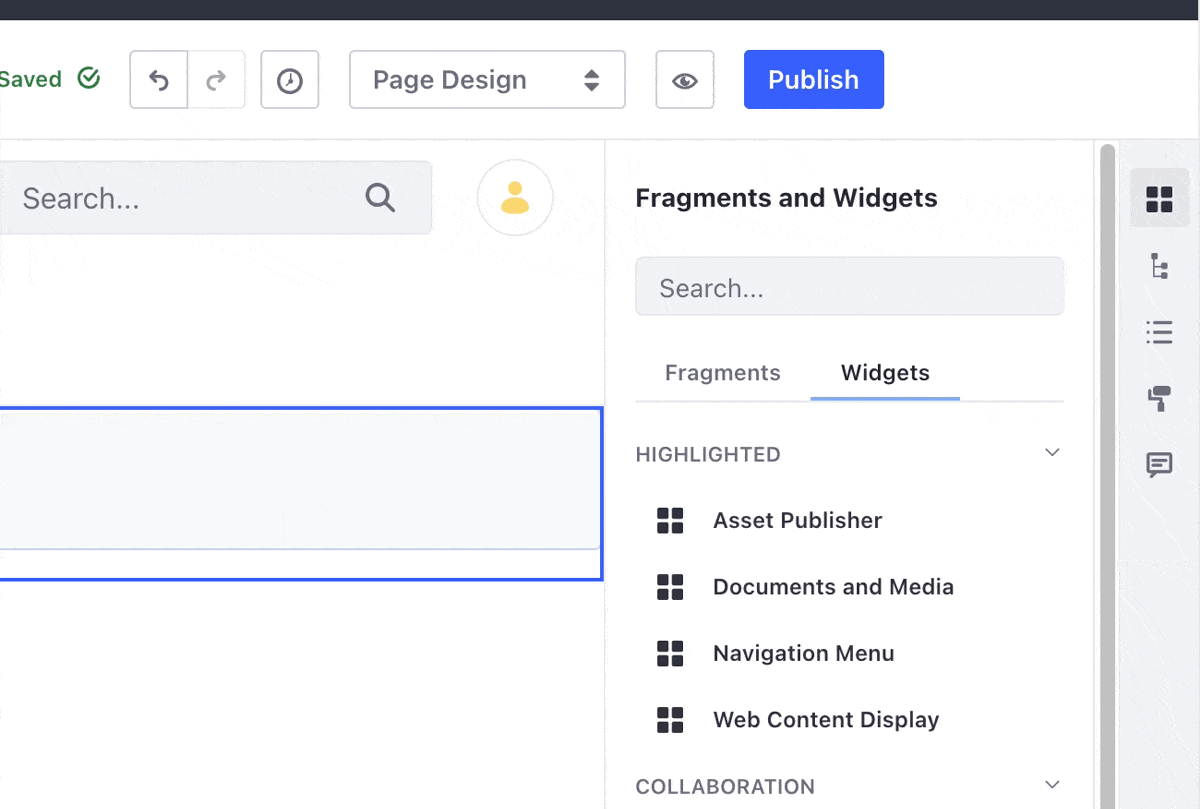 Saved
Page Design
Publish
Search...
Fragments and Widgets
Search...
Fragments
Widgets
HIGHLIGHTED
Asset Publisher
Documents and Media
Navigation Menu
Web Content Display
COLLABORATION